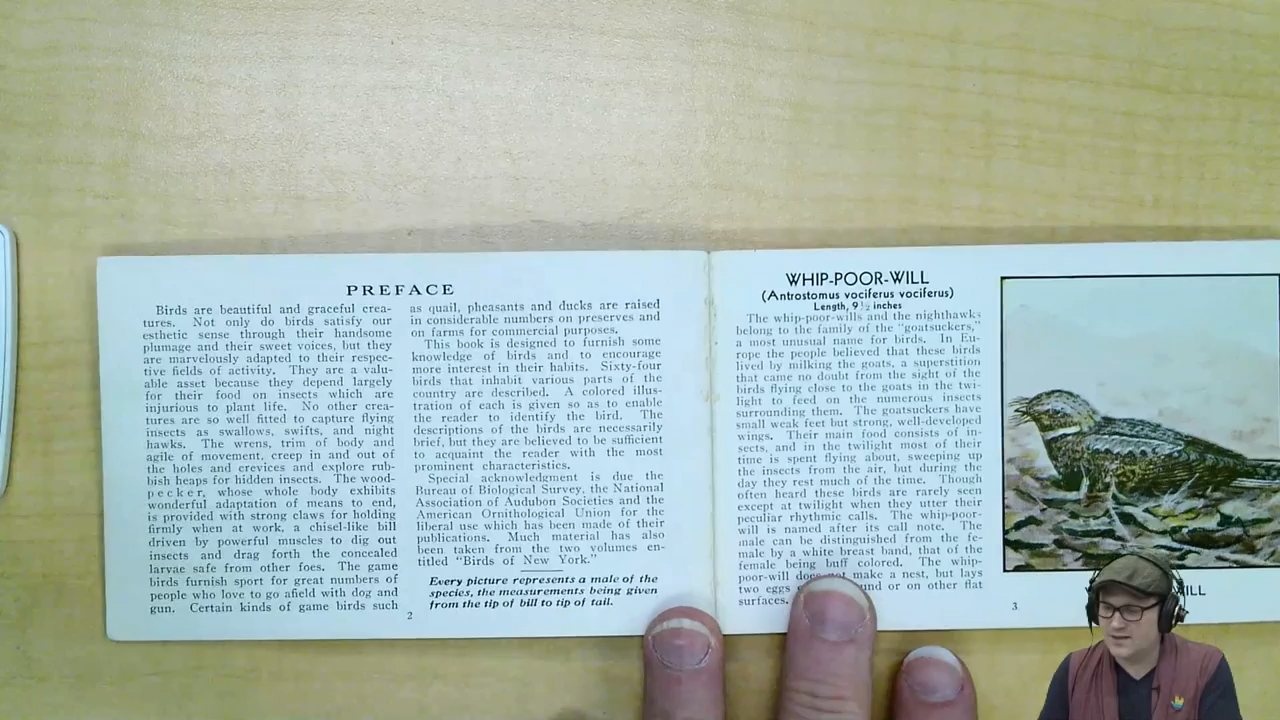 PREFACE
Birds are beautiful and graceful crea-
tures. Not only do birds satisfy our
esthetic sense through their handsome
plumage and their sweet voices, but they
are marvelously adapted to their respec-
tive fields of activity. They are a valu-
able asset because they depend largely
for their food on insects which are
injurious to plant life. No other crea-
tures are so well fitted to capture flying
insects as swallows, swifts, and night
hawks. The wrens, trim of body and
agile of movement, creep in and out of
the holes and crevices and explore rub-
bish heaps for hidden insects. The wood-
pecker, whose whole body exhibits
wonderful adaptation of means to end,
is provided with strong claws for holding
firmly when at work, a chisel-like bill
driven by powerful muscles to dig out
insects and drag forth the concealed
larvae safe from other foes. The game
birds furnish sport for great numbers of
people who love to go afield with dog and
gun. Certain kinds of game birds such
as quail, pheasants and ducks are raised
in considerable numbers on preserves and
on farms for commercial purposes.
This book is designed to furnish some
knowledge of birds and to encourage
more interest in their habits. Sixty-four
birds that inhabit various parts of the
country are described. A colored illus-
tration of each is given so as to enable
the reader to identify the bird. The
descriptions of the birds are necessarily
brief, but they are believed to be sufficient
to acquaint the reader with the most
prominent characteristics.
Special acknowledgment is due the
Bureau of Biological Survey, the National
Association of Audubon Societies and the
American Ornithological Union for the
liberal use which has been made of their
publications. Much material has also
been taken from the two volumes en-
titled "Birds of New York."
Every picture represents a male of the
species, the measurements being given
from the tip of bill to tip of tail.
2
WHIP-POOR-WILL
(Antrostomus vociferus vociferus)
Length, 9½ inches
The whip-poor-wills and the nighthawks
belong to the family of the "goatsuckers,"
a most unusual name for birds. In Eu-
rope the people believed that these birds
lived by milking the goats, a superstition
that came no doubt from the sight of the
birds flying close to the goats in the twi-
light to feed on the numerous insects
surrounding them. The goatsuckers have
small weak feet but strong, well-developed
wings. Their main food consists of in-
sects, and in the twilight most of their
time is spent flying about, sweeping up
the insects from the air, but during the
day they rest much of the time. Though
often heard these birds are rarely seen
except at twilight when they utter their
peculiar rhythmic calls. The whip-poor-
will is named after its call note. The
male can be distinguished from the fe-
male by a white breast band, that of the
female being buff colored. The whip-
poor-will does not make a nest, but lays
two eggs or on other flat
surfaces.
3